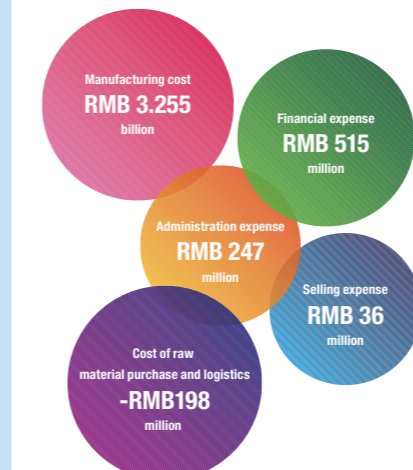 Manufacturing cost
RMB 3.255
billion
Financial expense
RMB 515
million
Administration expense
RMB 247
million
Selling expense
RMB 36
million
Cost of raw
material purchase and logistics
-RMB198
million